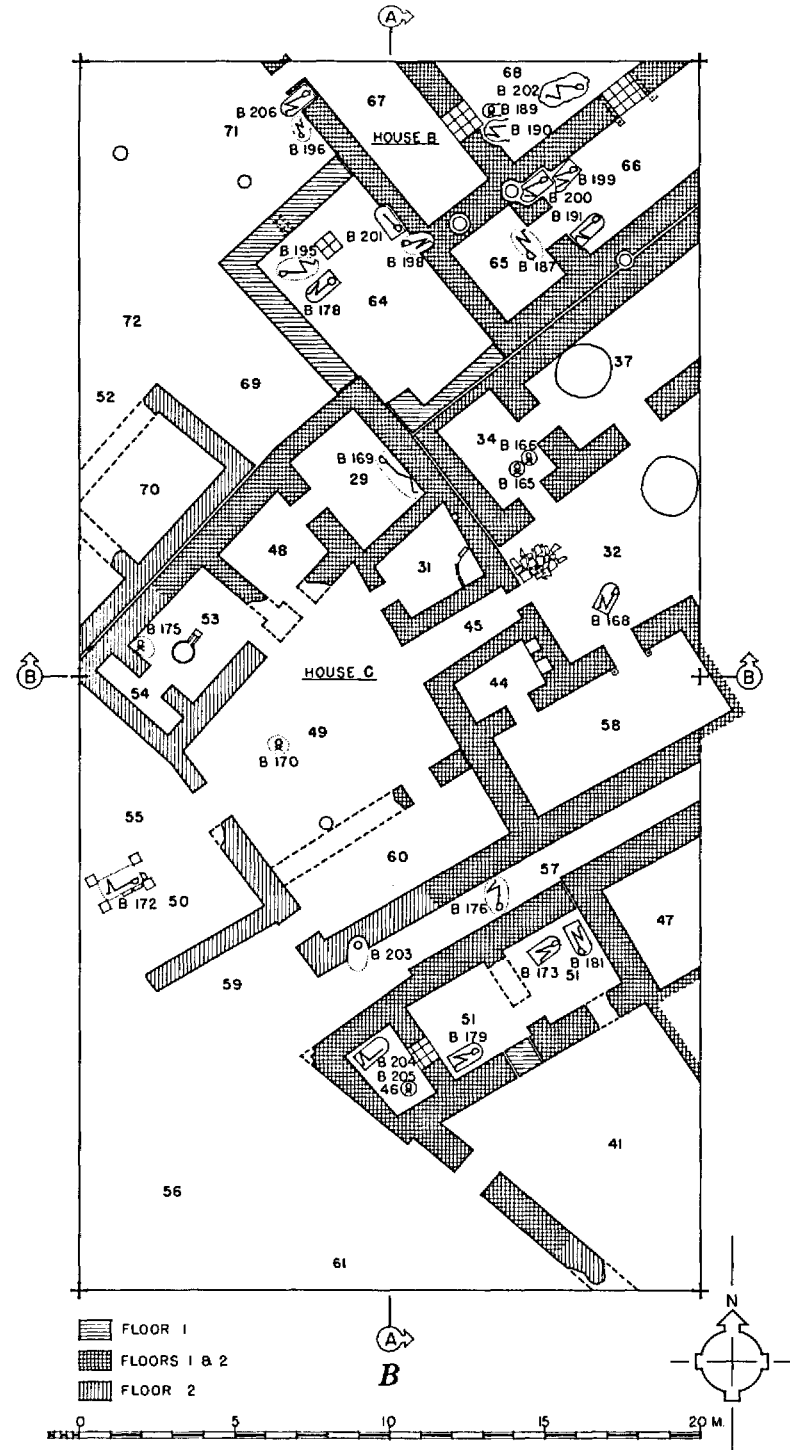 A
68
B 202
67
B 189
B 206
71
HOUSE B
B 190
B 196
66
B 199
B 200
B 201
B 191
B 195
B 198
65
B 187
B 178
64
72
37
52
69
34
B 166
B 169
B 165
29
70
48
31
32
53
B 175
45
B 168
B
HOUSE C
B
54
44
49
58
B 170
55
57
60
50
B 172
B 176
47
B 203
59
B 173
B 181
51
51
B 179
B 204
B 205
46
41
56
61
N
FLOOR 1
FLOORS 1 & 2
FLOOR 2
A
B
0 5 10 15 20 M.